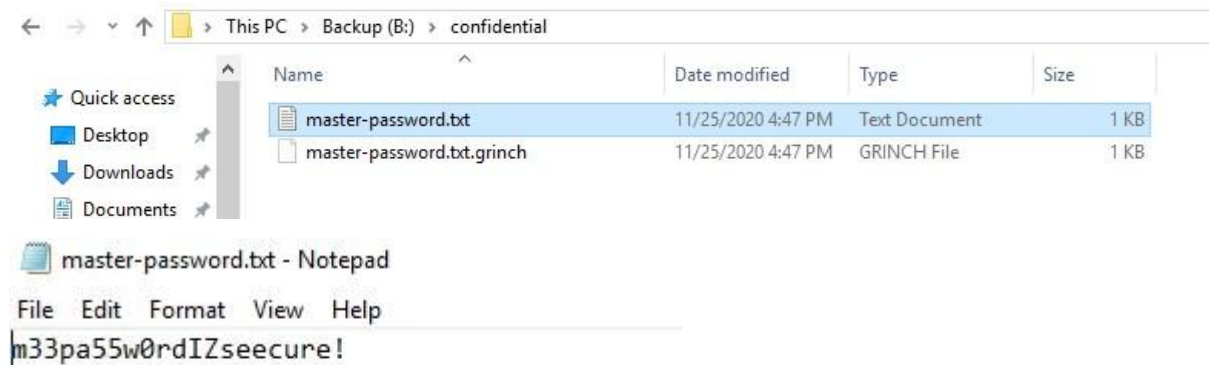 This PC > Backup (B:) > confidential
Name Date modified Type Size
Quick access
master-password.txt 11/25/2020 4:47 PM Text Document 1 KB
Desktop
master-password.txt.grinch 11/25/2020 4:47 PM GRINCH File 1 KB
Downloads
Documents
master-password.txt - Notepad
File Edit Format View Help
m33pa55w0rdIZseecure!